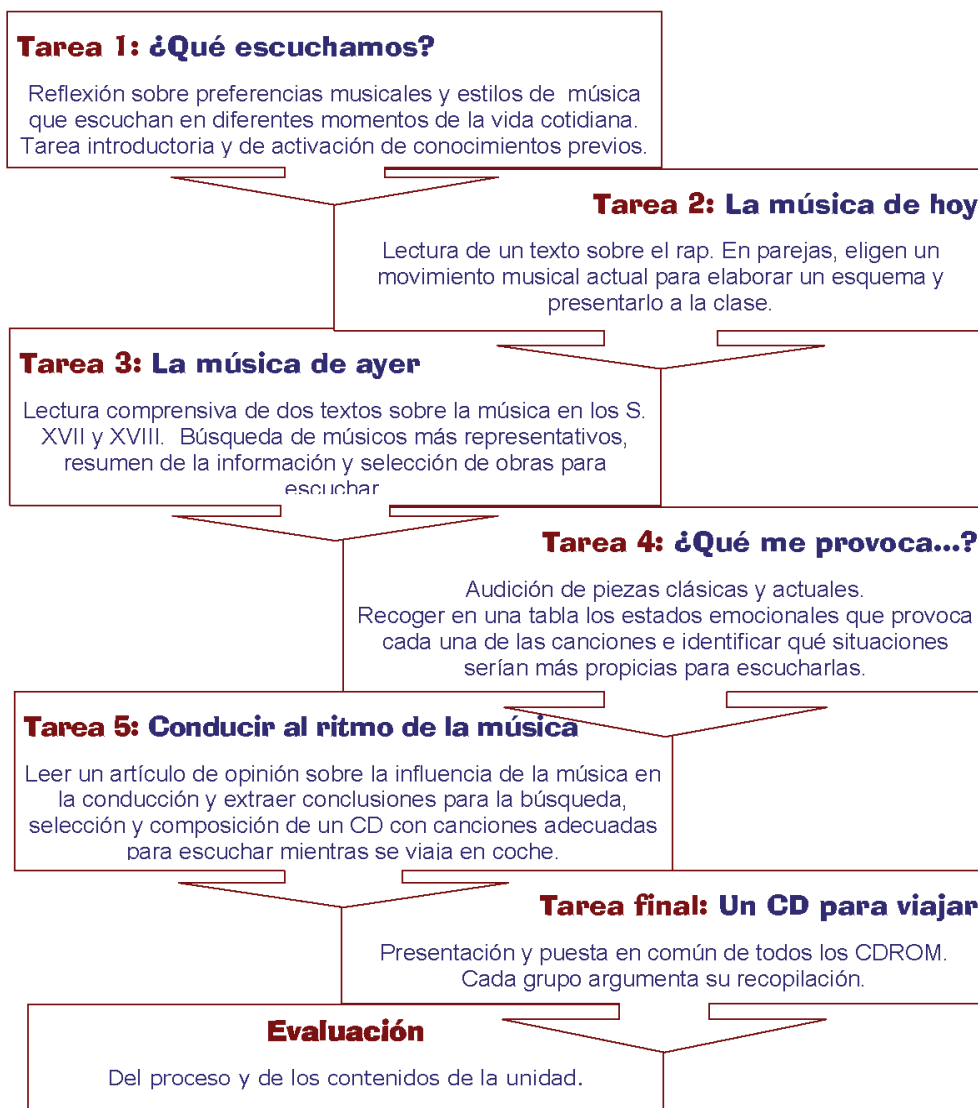 Tarea 1: ¿Qué escuchamos?
Reflexión sobre preferencias musicales y estilos de música
que escuchan en diferentes momentos de la vida cotidiana.
Tarea introductoria y de activación de conocimientos previos.
Tarea 2: La música de hoy
Lectura de un texto sobre el rap. En parejas, eligen un
movimiento musical actual para elaborar un esquema y
presentarlo a la clase.
Tarea 3: La música de ayer
Lectura comprensiva de dos textos sobre la música en los S.
XVII y XVIII. Búsqueda de músicos más representativos,
resumen de la información y selección de obras para
escuchar
Tarea 4: ¿Qué me provoca...?
Audición de piezas clásicas y actuales.
Recoger en una tabla los estados emocionales que provoca
cada una de las canciones e identificar qué situaciones
serían más propicias para escucharlas.
Tarea 5: Conducir al ritmo de la música
Leer un artículo de opinión sobre la influencia de la música en
la conducción y extraer conclusiones para la búsqueda,
selección y composición de un CD con canciones adecuadas
para escuchar mientras se viaja en coche.
Tarea final: Un CD para viajar
Presentación y puesta en común de todos los CDROM.
Cada grupo argumenta su recopilación.
Evaluación
Del proceso y de los contenidos de la unidad.